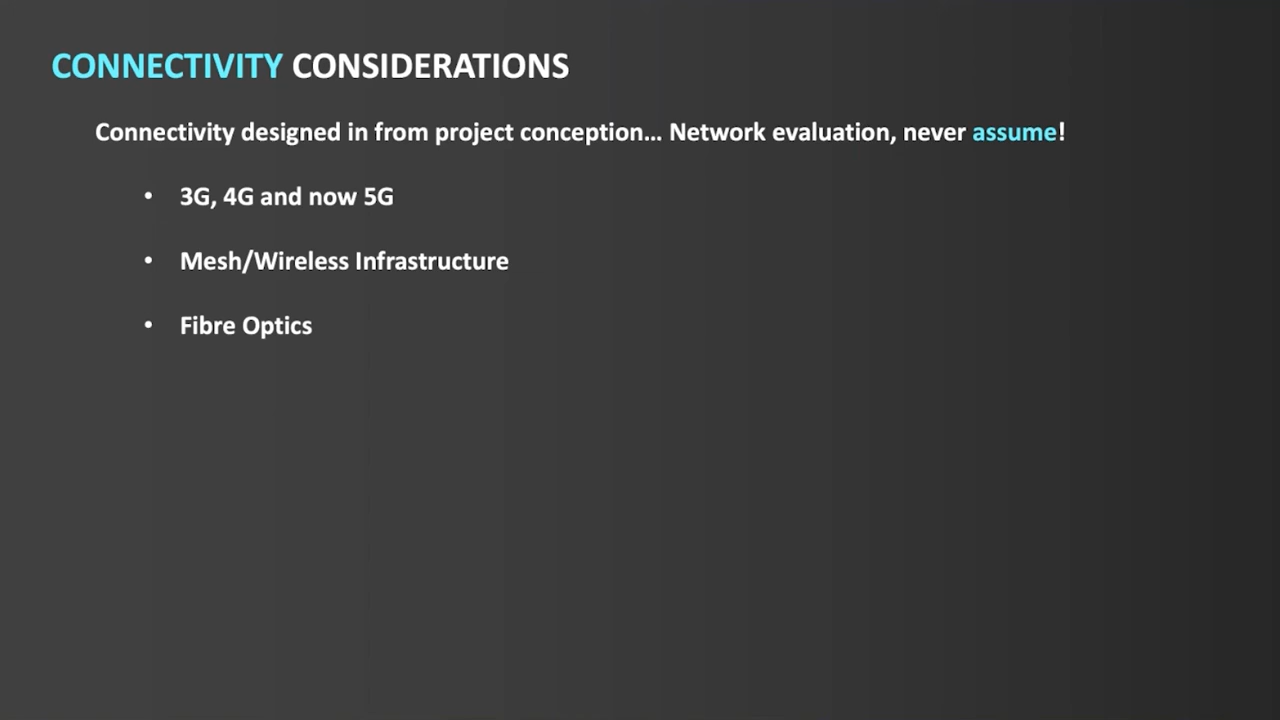 CONNECTIVITY CONSIDERATIONS
Connectivity designed in from project conception... Network evaluation, never assume!
• 3G, 4G and now 5G
• Mesh/Wireless Infrastructure
• Fibre Optics